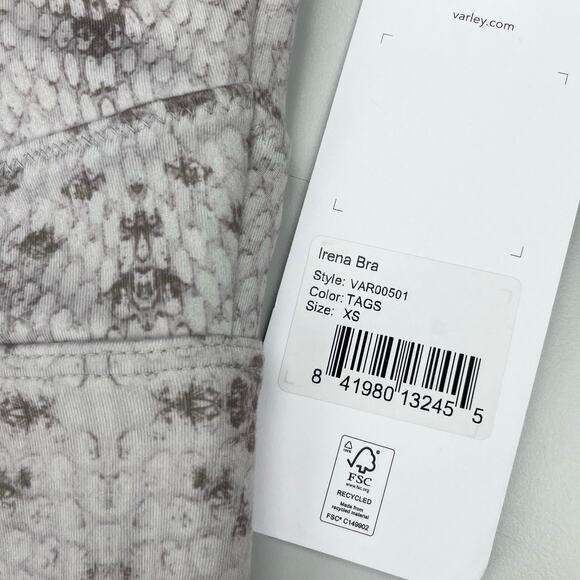 varley.com
Irena Bra
Style: VAR00501
Color: TAGS
Size: XS
8 41980 13245 5
FSC
www.fsc.org
RECYCLED
Made from
recycled material
FSC® C149902